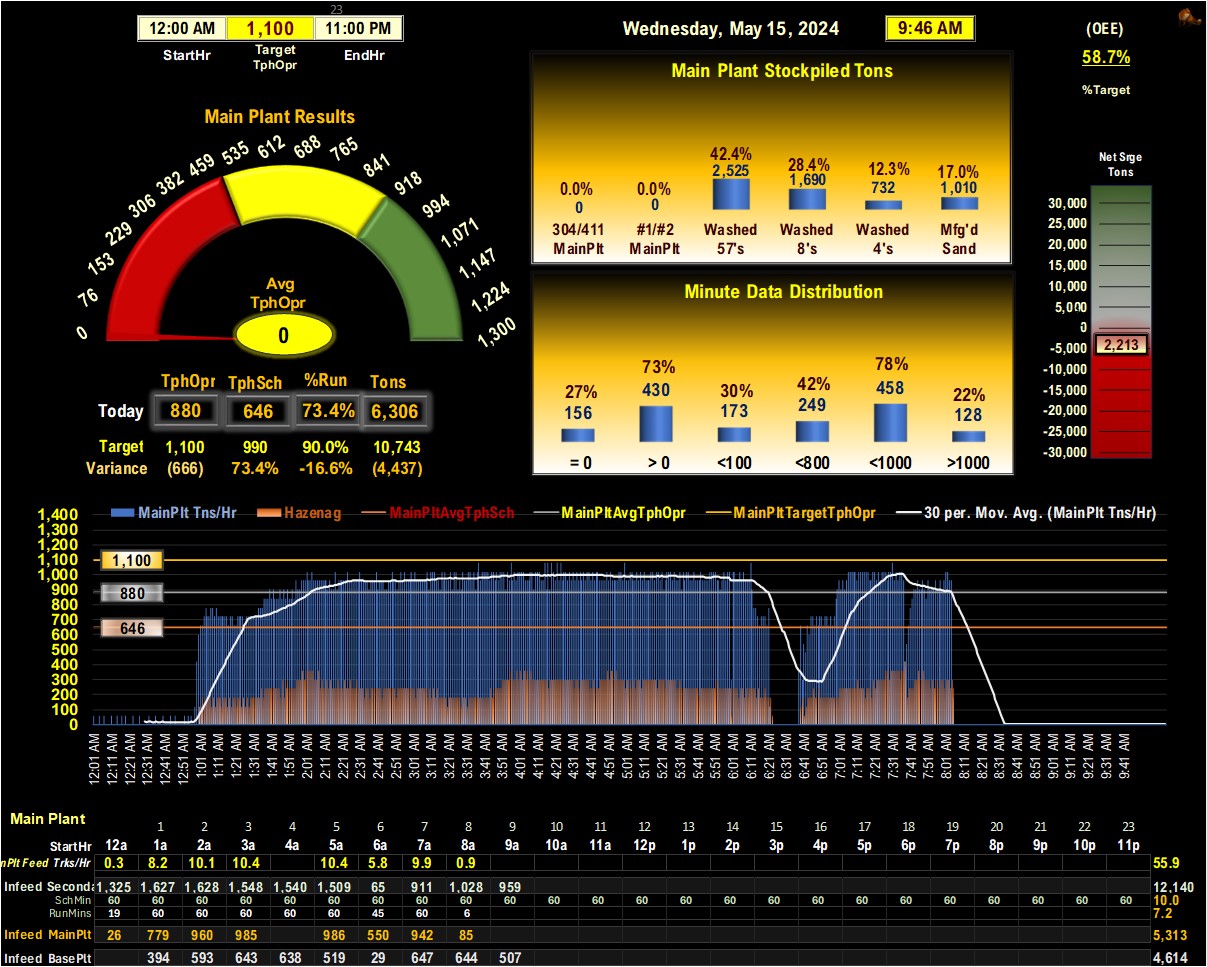 23
12:00 AM 1,100 11:00 PM
StartHr Target TphOpr EndHr
Wednesday, May 15, 2024 9:46 AM
(OEE)
58.7%
%Target
Main Plant Results
0 76 153 229 306 382 459 535 612 688 765 841 918 994 1,071 1,147 1,224 1,300
Avg
TphOpr
0
TphOpr TphSch %Run Tons
Today 880 646 73.4% 6,306
Target 1,100 990 90.0% 10,743
Variance (666) 73.4% -16.6% (4,437)
Main Plant Stockpiled Tons
0.0% 0.0% 42.4% 28.4% 12.3% 17.0%
0 0 2,525 1,690 732 1,010
304/411 #1/#2 Washed Washed Washed Mfg'd
MainPlt MainPlt 57's 8's 4's Sand
Minute Data Distribution
27% 73% 30% 42% 78% 22%
156 430 173 249 458 128
= 0 > 0 <100 <800 <1000 >1000
Net Srge
Tons
30,000
25,000
20,000
15,000
10,000
5,000
0
-5,000
2,213
-10,000
-15,000
-20,000
-25,000
-30,000
MainPlt Tns/Hr Hazenag MainPltAvgTphSch MainPltAvgTphOpr MainPltTargetTphOpr 30 per. Mov. Avg. (MainPlt Tns/Hr)
1,400
1,300
1,200
1,100
1,000
900
800
700
600
500
400
300
200
100
0
1,100
880
646
12:01 AM 12:11 AM 12:21 AM 12:31 AM 12:41 AM 12:51 AM 1:01 AM 1:11 AM 1:21 AM 1:31 AM 1:41 AM 1:51 AM 2:01 AM 2:11 AM 2:21 AM 2:31 AM 2:41 AM 2:51 AM 3:01 AM 3:11 AM 3:21 AM 3:31 AM 3:41 AM 3:51 AM 4:01 AM 4:11 AM 4:21 AM 4:31 AM 4:41 AM 4:51 AM 5:01 AM 5:11 AM 5:21 AM 5:31 AM 5:41 AM 5:51 AM 6:01 AM 6:11 AM 6:21 AM 6:31 AM 6:41 AM 6:51 AM 7:01 AM 7:11 AM 7:21 AM 7:31 AM 7:41 AM 7:51 AM 8:01 AM 8:11 AM 8:21 AM 8:31 AM 8:41 AM 8:51 AM 9:01 AM 9:11 AM 9:21 AM 9:31 AM 9:41 AM
Main Plant
1 2 3 4 5 6 7 8 9 10 11 12 13 14 15 16 17 18 19 20 21 22 23
StartHr 12a 1a 2a 3a 4a 5a 6a 7a 8a 9a 10a 11a 12p 1p 2p 3p 4p 5p 6p 7p 8p 9p 10p 11p
nPlt Feed Trks/Hr 0.3 8.2 10.1 10.4 10.4 5.8 9.9 0.9 55.9
Infeed Seconda 1,325 1,627 1,628 1,548 1,540 1,509 65 911 1,028 959 12,140
SchMin 60 60 60 60 60 60 60 60 60 60 60 60 60 60 60 60 60 60 60 60 60 60 60 60 10.0
RunMins 19 60 60 60 60 60 45 60 6 7.2
Infeed MainPlt 26 779 960 985 986 550 942 85 5,313
Infeed BasePlt 394 593 643 638 519 29 647 644 507 4,614